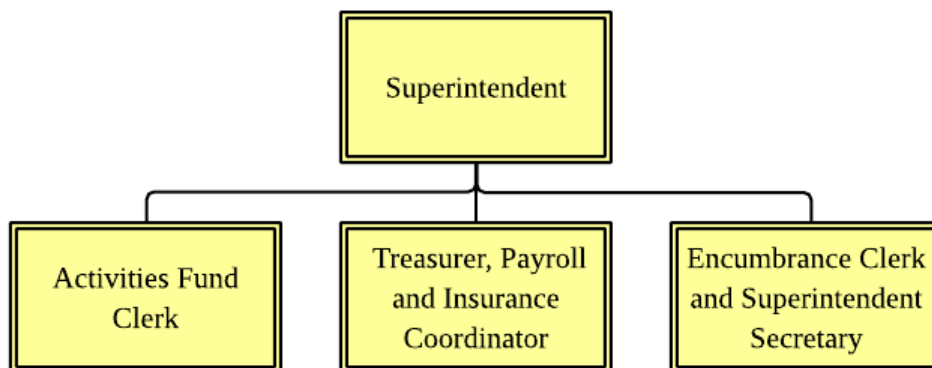 Superintendent
Activities Fund
Clerk
Treasurer, Payroll
and Insurance
Coordinator
Encumbrance Clerk
and Superintendent
Secretary